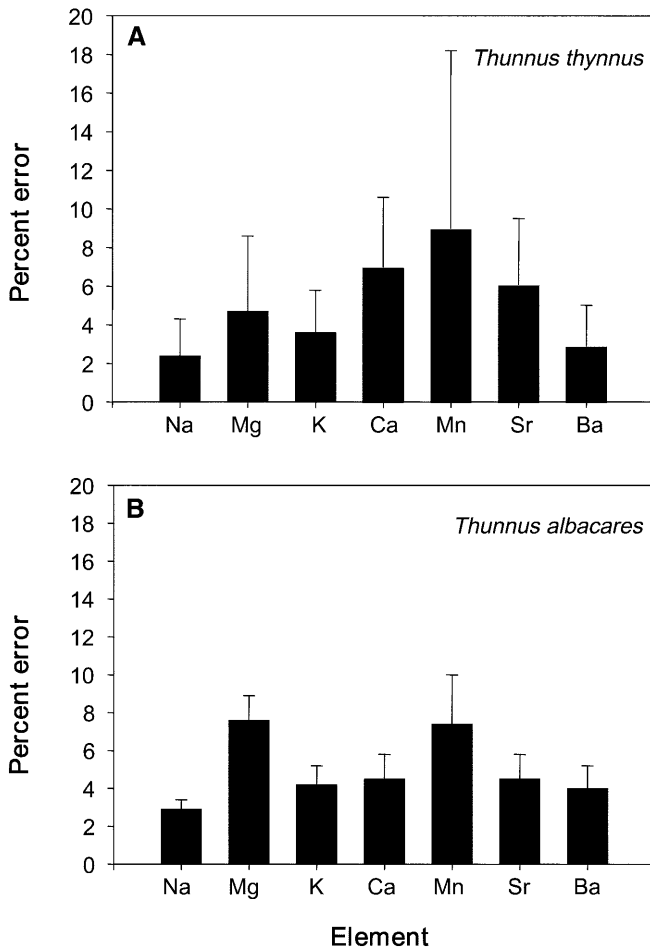 A
Thunnus thynnus
Percent error
20
18
16
14
12
10
8
6
4
2
0
Na Mg K Ca Mn Sr Ba
B
Thunnus albacares
Percent error
20
18
16
14
12
10
8
6
4
2
0
Na Mg K Ca Mn Sr Ba
Element